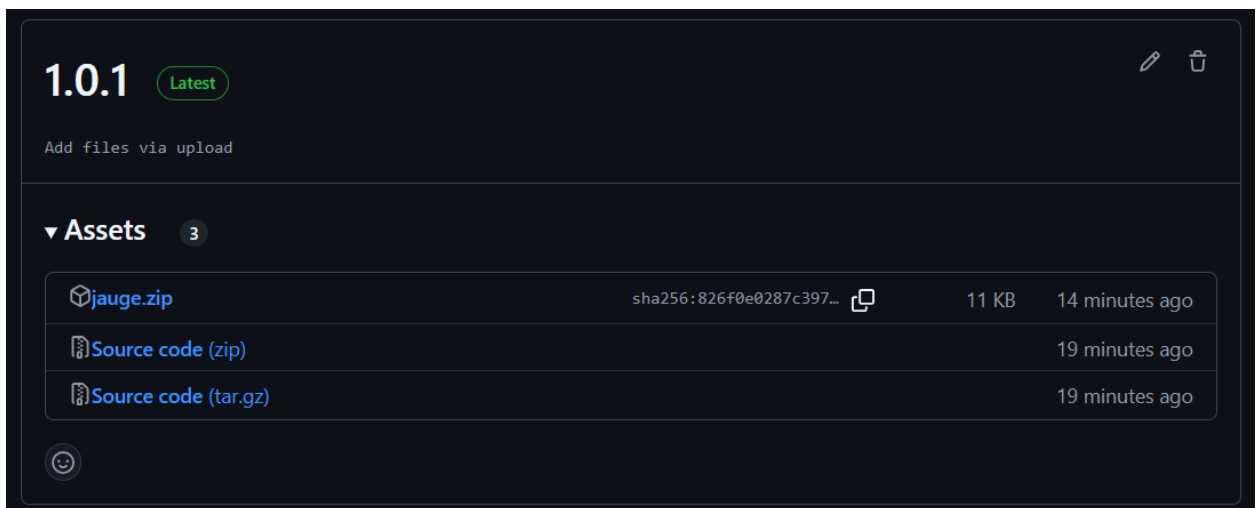 1.0.1 Latest
Add files via upload
Assets 3
jauge.zip sha256:826f0e0287c397… 11 KB 14 minutes ago
Source code (zip) 19 minutes ago
Source code (tar.gz) 19 minutes ago